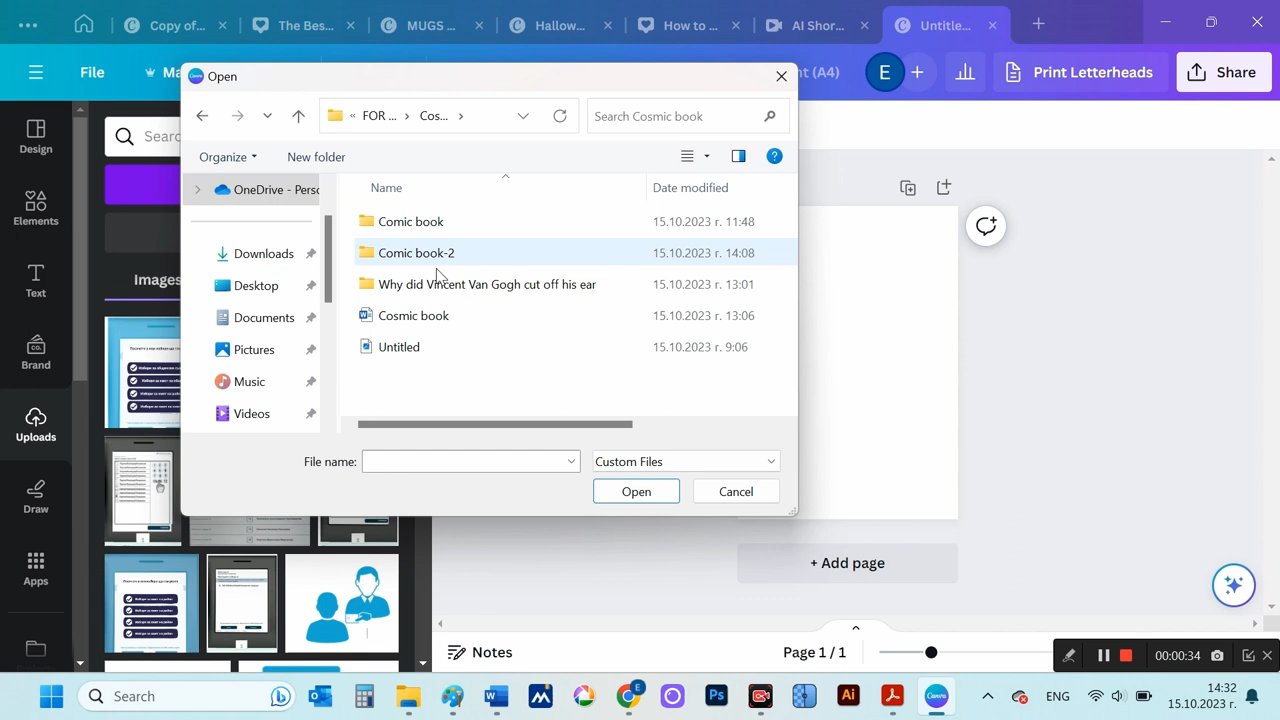 Copy of...
The Bes...
MUGS ...
Hallow...
How to ...
AI Shor...
Untitle...
File
Ma
nt (A4)
E
Print Letterheads
Share
Open
FOR ...
Cos...
Search Cosmic book
Organize
New folder
Name
Date modified
OneDrive - Perso
Downloads
Desktop
Documents
Pictures
Music
Videos
Comic book
15.10.2023 г. 11:48
Comic book-2
15.10.2023 г. 14:08
Why did Vincent Van Gogh cut off his ear
15.10.2023 г. 13:01
Cosmic book
15.10.2023 г. 13:06
Untitled
15.10.2023 г. 9:06
File name:
Custom Files
Open
Cancel
Design
Elements
Text
Brand
Uploads
Draw
Apps
Searc
Images
+ Add page
Notes
Page 1 / 1
00:00:34
Search
ENG
14:32
15.10.2023 г.